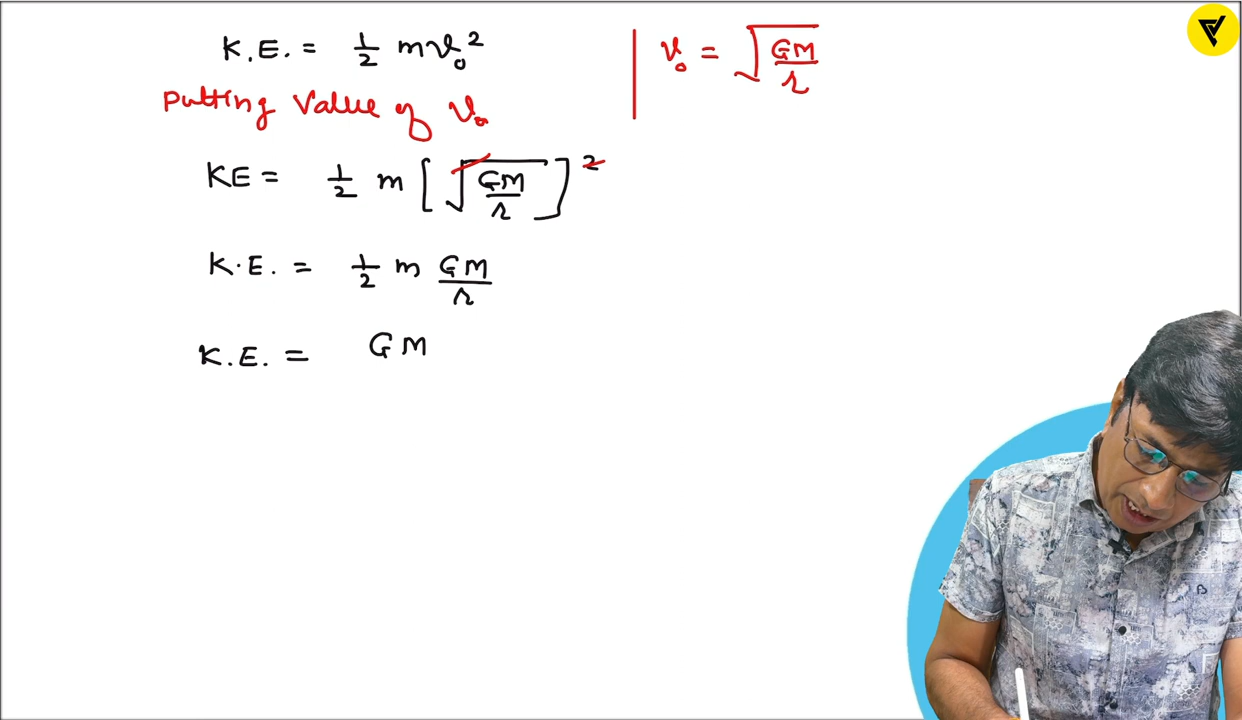 K.E. = 1/2 mv₀²
v₀ = √(GM/r)
Putting Value of v₀
KE = 1/2 m [√(GM/r)]²
K.E. = 1/2 m GM/r
K.E. = GM